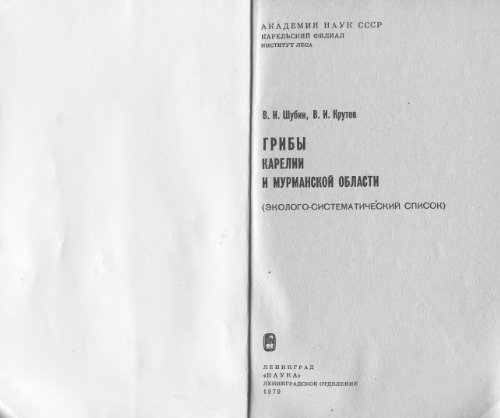 АКАДЕМИЯ НАУК СССР
КАРЕЛЬСКИЙ ФИЛИАЛ
ИНСТИТУТ ЛЕСА
В. И. Шубин, В. И. Крутов
ГРИБЫ
КАРЕЛИИ
И МУРМАНСКОЙ ОБЛАСТИ
(ЭКОЛОГО-СИСТЕМАТИЧЕСКИЙ СПИСОК)
ЛЕНИНГРАД
«НАУКА»
ЛЕНИНГРАДСКОЕ ОТДЕЛЕНИЕ
1979